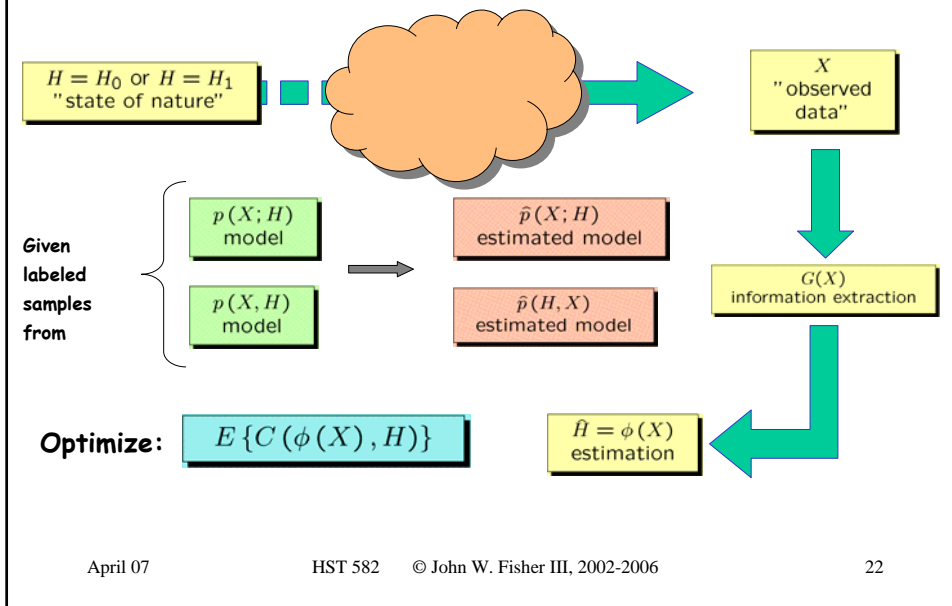 H = H₀ or H = H₁
"state of nature"
X
"observed
data"
Given
labeled
samples
from
p(X; H)
model
p̂(X; H)
estimated model
p(X, H)
model
p̂(H, X)
estimated model
G(X)
information extraction
Optimize:
E {C (ϕ (X) , H)}
Ĥ = ϕ(X)
estimation
April 07
HST 582 © John W. Fisher III, 2002-2006
22